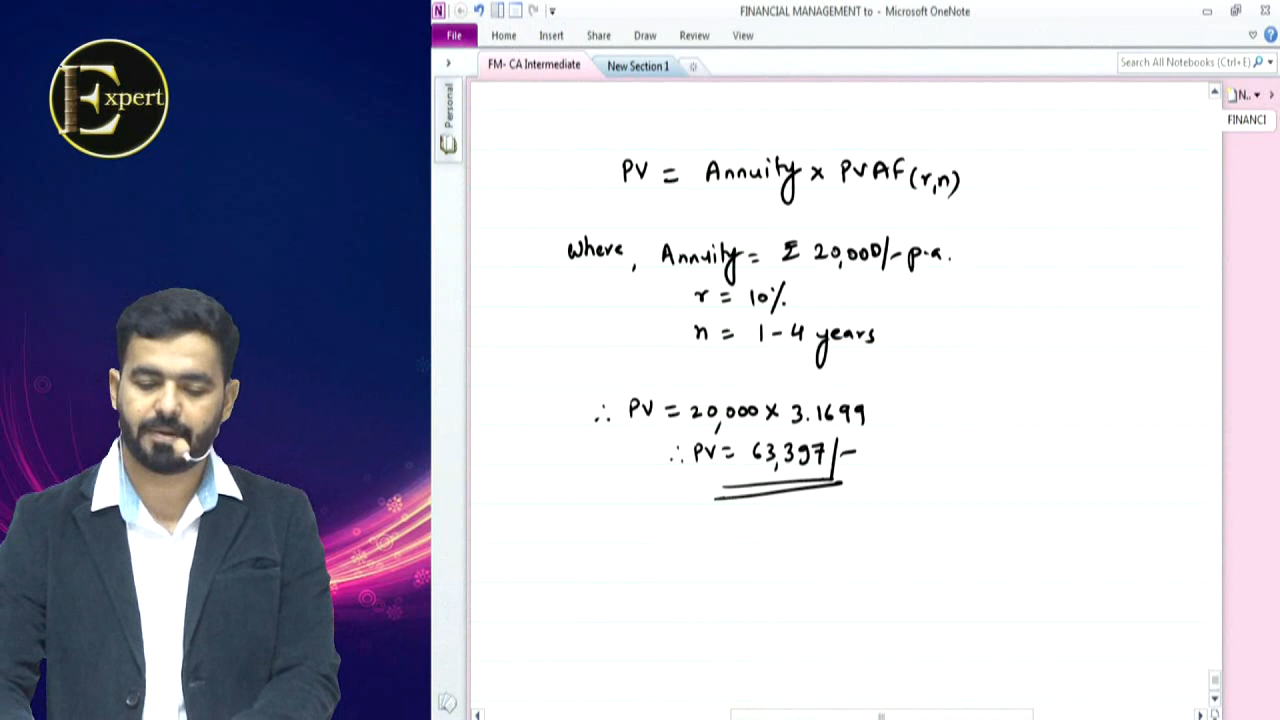 FINANCIAL MANAGEMENT to - Microsoft OneNote
File Home Insert Share Draw Review View
FM- CA Intermediate New Section 1 Search All Notebooks (Ctrl+E)
N..
Personal
FINANCI
Expert
PV = Annuity × PVAF(r,n)
Where, Annuity = ₹ 20,000/- p.a.
r = 10%
n = 1 - 4 years
∴ PV = 20,000 × 3.1699
∴ PV = 63,397/-